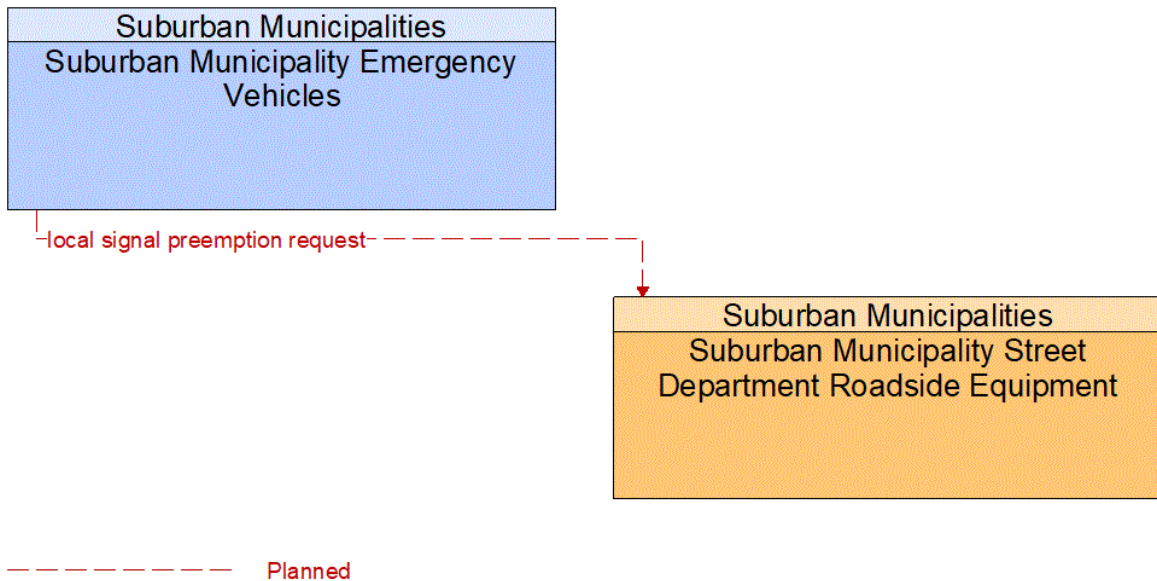 Suburban Municipalities
Suburban Municipality Emergency
Vehicles
local signal preemption request
Suburban Municipalities
Suburban Municipality Street
Department Roadside Equipment
Planned